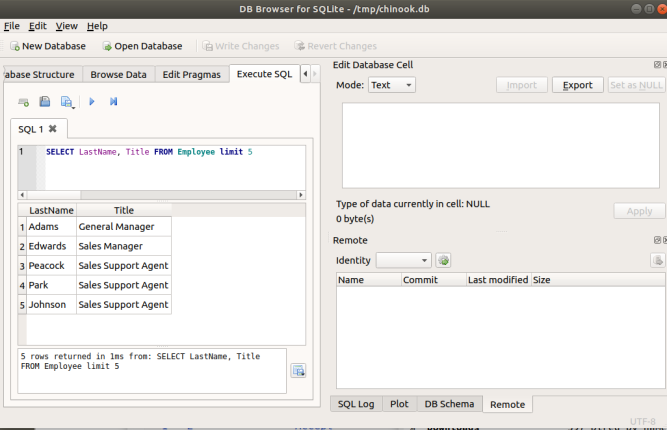 DB Browser for SQLite - /tmp/chinook.db
File Edit View Help
New Database Open Database Write Changes Revert Changes
abase Structure Browse Data Edit Pragmas Execute SQL
SQL 1
1 SELECT LastName, Title FROM Employee limit 5
LastName Title
1 Adams General Manager
2 Edwards Sales Manager
3 Peacock Sales Support Agent
4 Park Sales Support Agent
5 Johnson Sales Support Agent
5 rows returned in 1ms from: SELECT LastName, Title
FROM Employee limit 5
Edit Database Cell
Mode: Text Import Export Set as NULL
Type of data currently in cell: NULL
0 byte(s)
Apply
Remote
Identity
Name Commit Last modified Size
SQL Log Plot DB Schema Remote
UTF-8